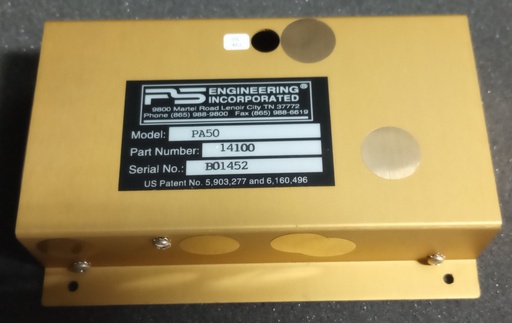 PS ENGINEERING®
INCORPORATED
9800 Martel Road Lenoir City TN 37772
Phone (865) 988-9800 Fax (865) 988-6619
Model: PA50
Part Number: 14100
Serial No.: B01452
US Patent No. 5,903,277 and 6,160,496